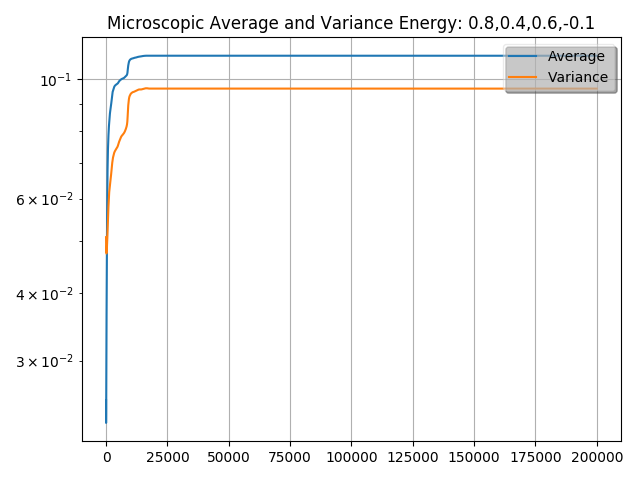 Microscopic Average and Variance Energy: 0.8,0.4,0.6,-0.1
Average
Variance
10⁻¹
6 × 10⁻²
4 × 10⁻²
3 × 10⁻²
0 25000 50000 75000 100000 125000 150000 175000 200000